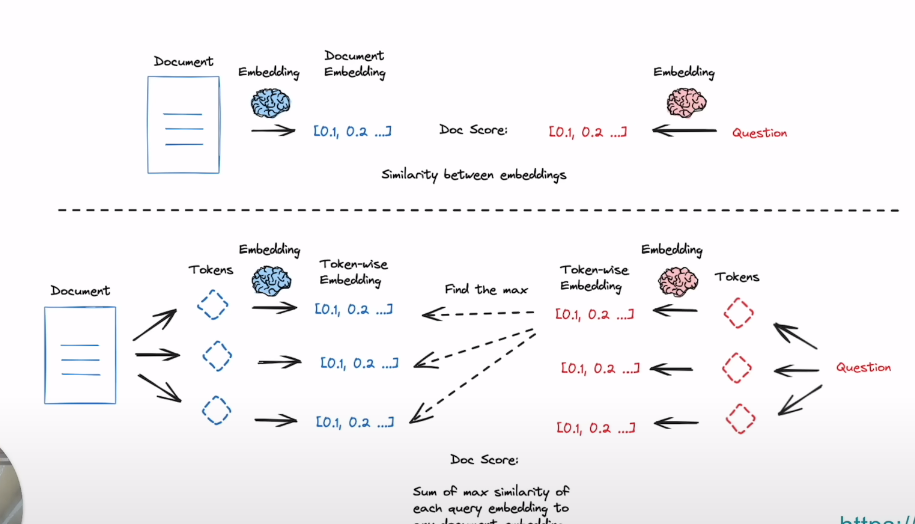 Document
Embedding
Document
Embedding
Embedding
[0.1, 0.2 ...]
Doc Score:
[0.1, 0.2 ...]
Question
Similarity between embeddings
Document
Tokens
Embedding
Token-wise
Embedding
Find the max
Token-wise
Embedding
Embedding
Tokens
[0.1, 0.2 ...]
[0.1, 0.2 ...]
[0.1, 0.2 ...]
[0.1, 0.2 ...]
[0.1, 0.2 ...]
[0.1, 0.2 ...]
Question
Doc Score:
Sum of max similarity of
each query embedding to